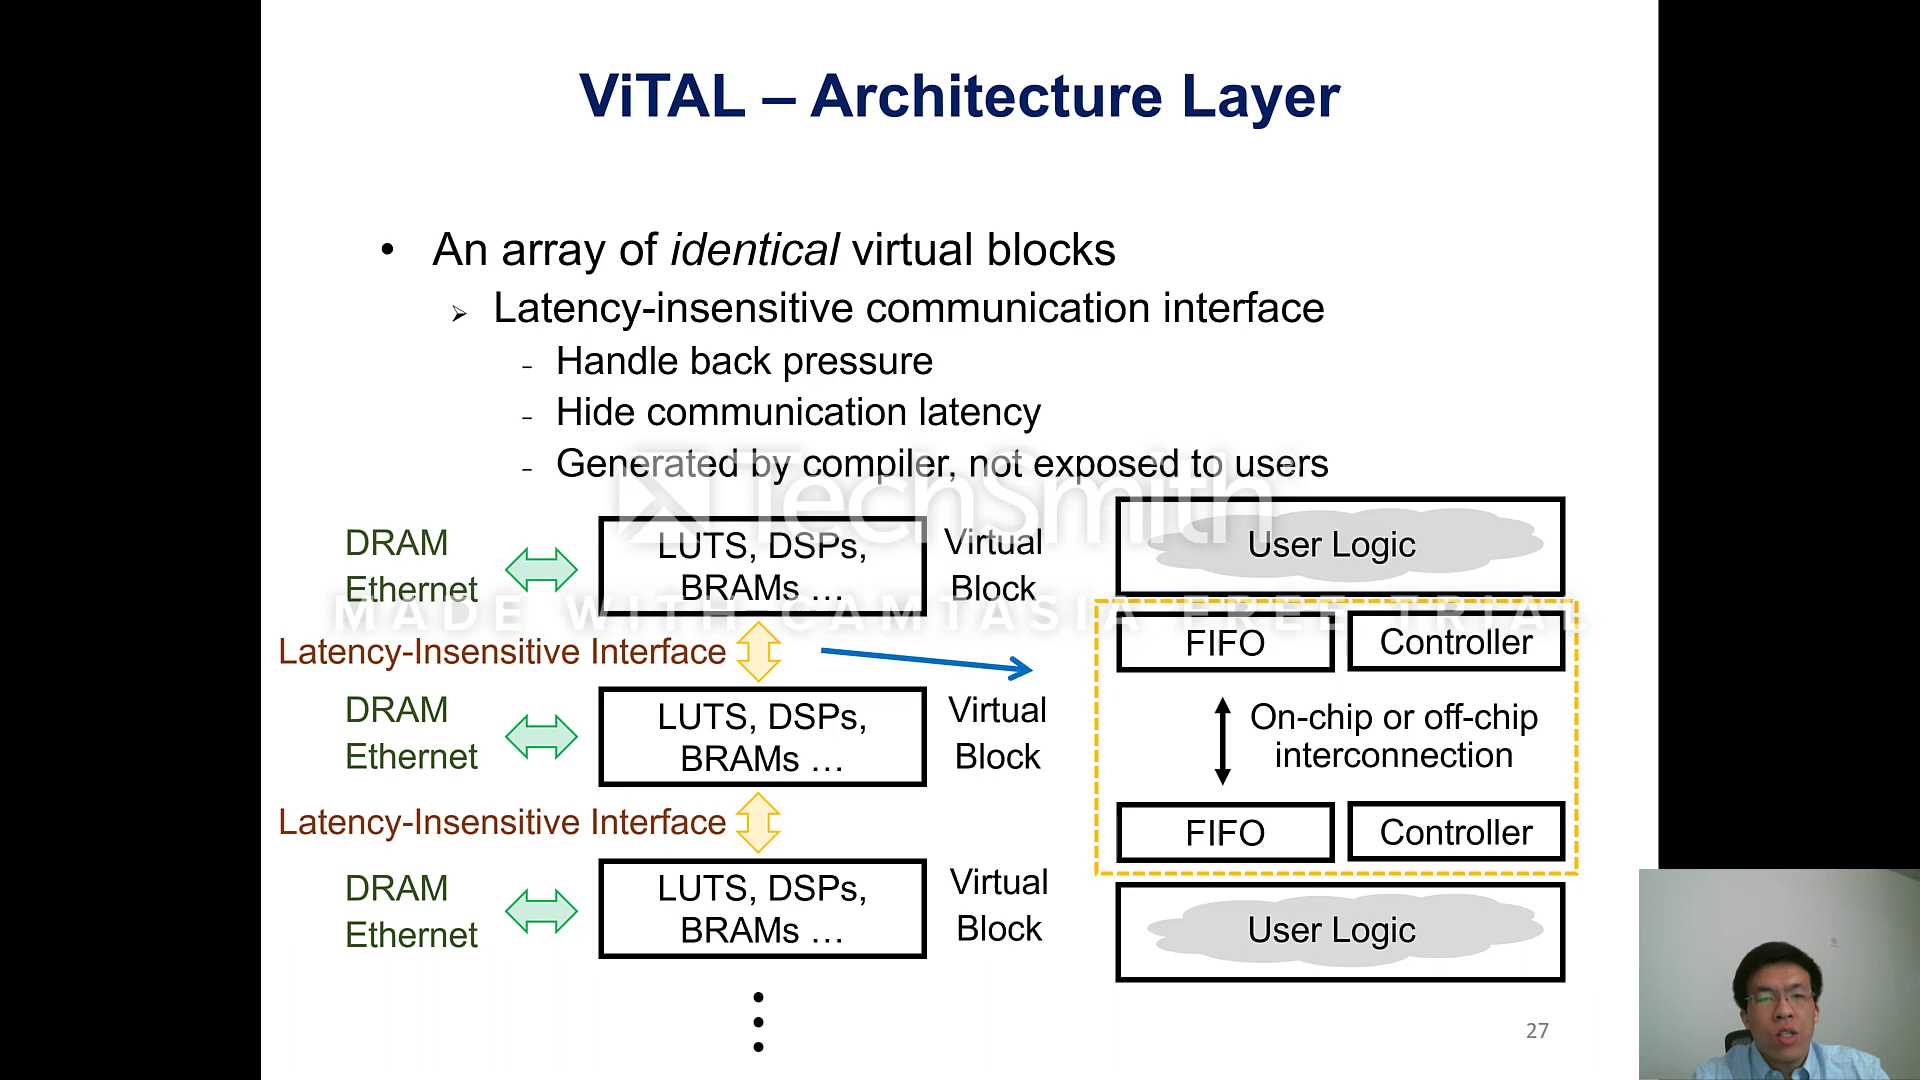 ViTAL – Architecture Layer
• An array of identical virtual blocks
➢ Latency-insensitive communication interface
- Handle back pressure
- Hide communication latency
- Generated by compiler, not exposed to users
TechSmith
MADE WITH CAMTASIA FREE TRIAL
DRAM
Ethernet
LUTS, DSPs,
BRAMs …
Virtual
Block
Latency-Insensitive Interface
DRAM
Ethernet
LUTS, DSPs,
BRAMs …
Virtual
Block
Latency-Insensitive Interface
DRAM
Ethernet
LUTS, DSPs,
BRAMs …
Virtual
Block
User Logic
FIFO
Controller
On-chip or off-chip
interconnection
FIFO
Controller
User Logic
27